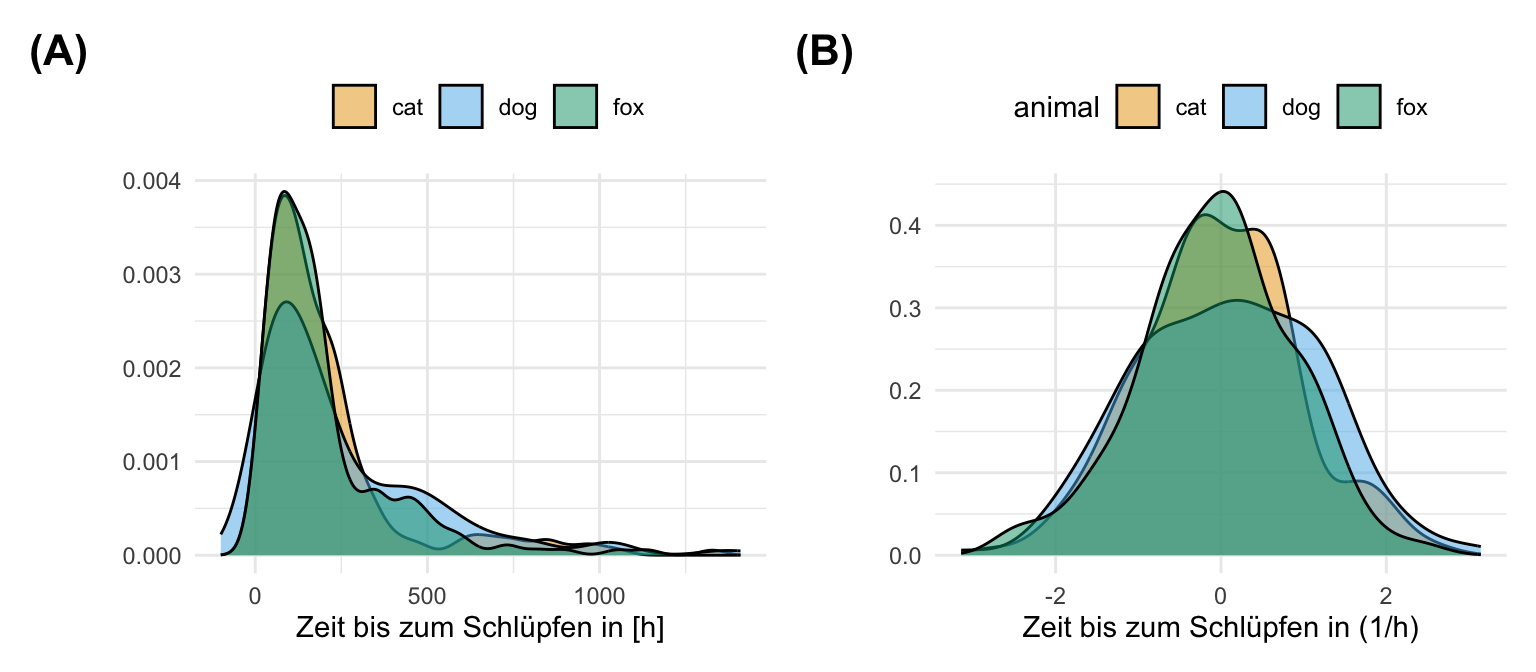 (A)
cat dog fox
0.004
0.003
0.002
0.001
0.000
0 500 1000
Zeit bis zum Schlüpfen in [h]
(B)
animal cat dog fox
0.4
0.3
0.2
0.1
0.0
-2 0 2
Zeit bis zum Schlüpfen in (1/h)